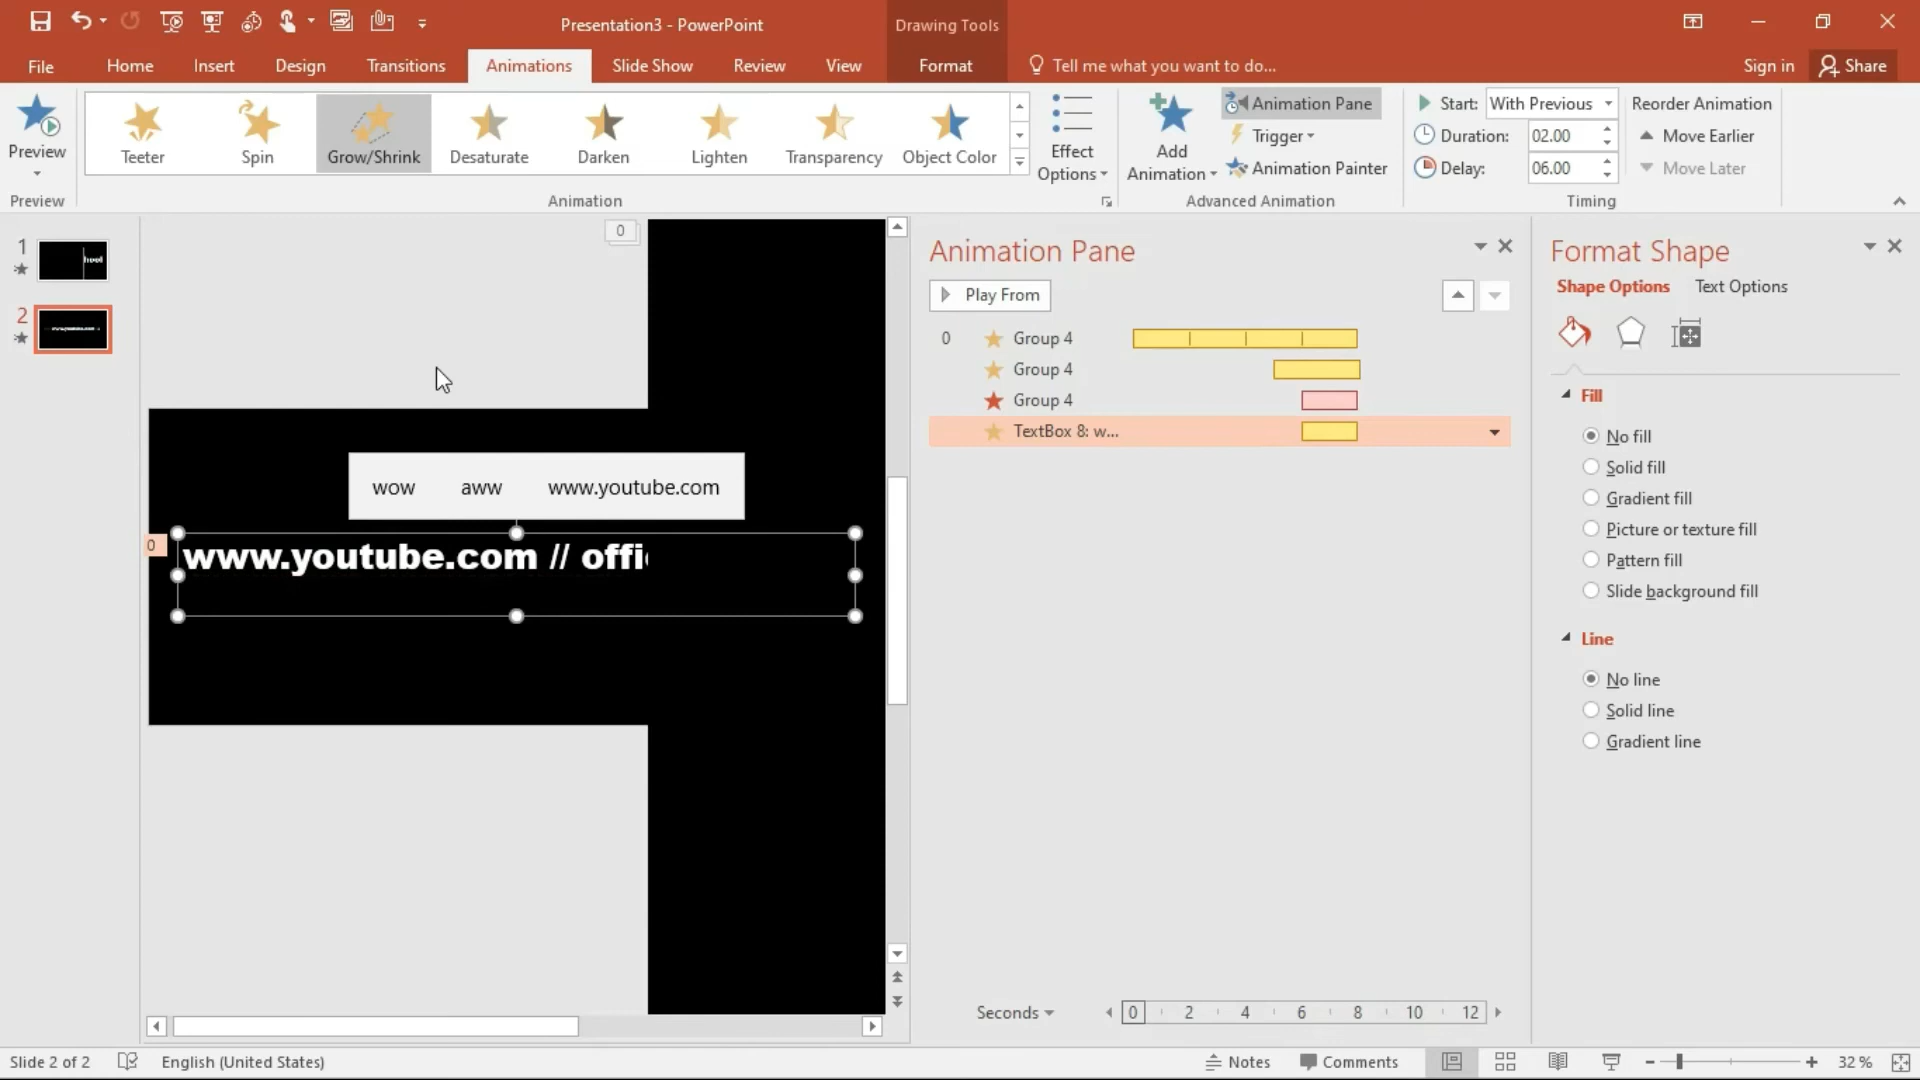 Presentation3 - PowerPoint
Drawing Tools
File
Home
Insert
Design
Transitions
Animations
Slide Show
Review
View
Format
Tell me what you want to do...
Sign in
Share
Preview
Teeter
Spin
Grow/Shrink
Desaturate
Darken
Lighten
Transparency
Object Color
Effect
Options
Add
Animation
Animation Pane
Trigger
Animation Painter
Start: With Previous
Duration: 02.00
Delay: 06.00
Reorder Animation
Move Earlier
Move Later
Preview
Animation
Advanced Animation
Timing
1
2
0
wow aww www.youtube.com
0
www.youtube.com // offi
Animation Pane
Play From
0 Group 4
Group 4
Group 4
TextBox 8: w...
Seconds
0 2 4 6 8 10 12
Format Shape
Shape Options Text Options
Fill
No fill
Solid fill
Gradient fill
Picture or texture fill
Pattern fill
Slide background fill
Line
No line
Solid line
Gradient line
Slide 2 of 2
English (United States)
Notes
Comments
32 %